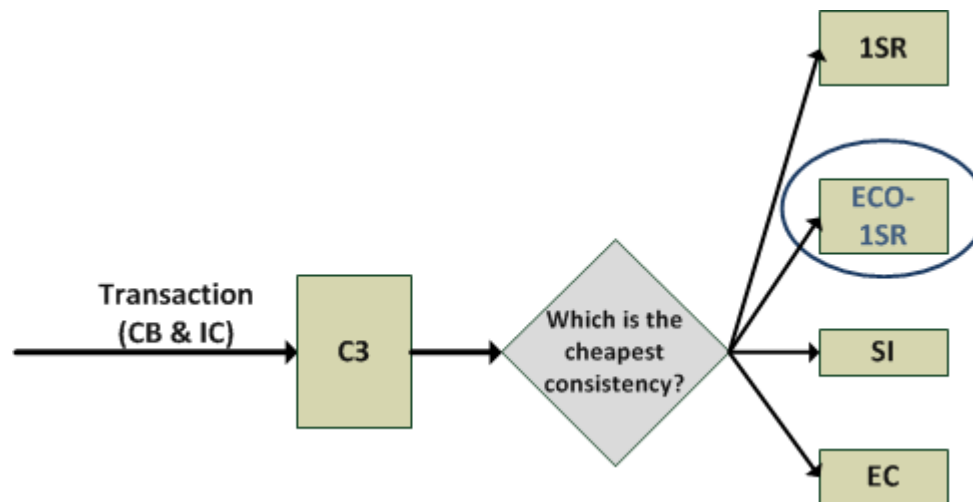 Transaction
(CB & IC)
C3
Which is the
cheapest
consistency?
1SR
ECO-
1SR
SI
EC